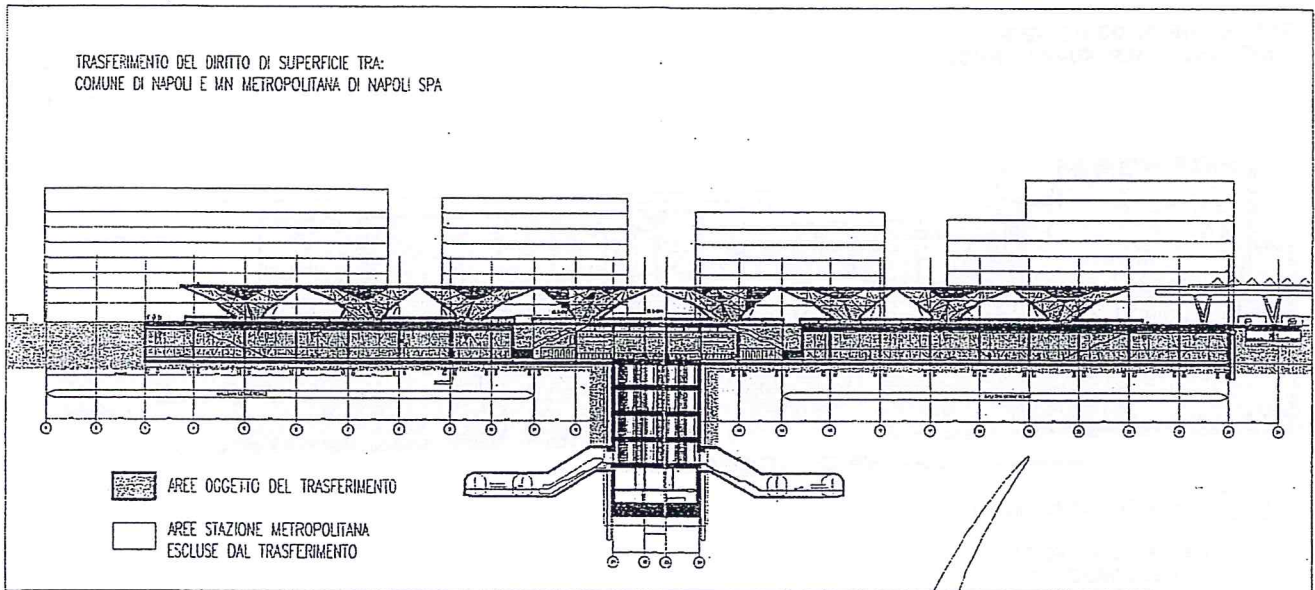 TRASFERIMENTO DEL DIRITTO DI SUPERFICIE TRA:
COMUNE DI NAPOLI E MN METROPOLITANA DI NAPOLI SPA
AREE OGGETTO DEL TRASFERIMENTO
AREE STAZIONE METROPOLITANA
ESCLUSE DAL TRASFERIMENTO